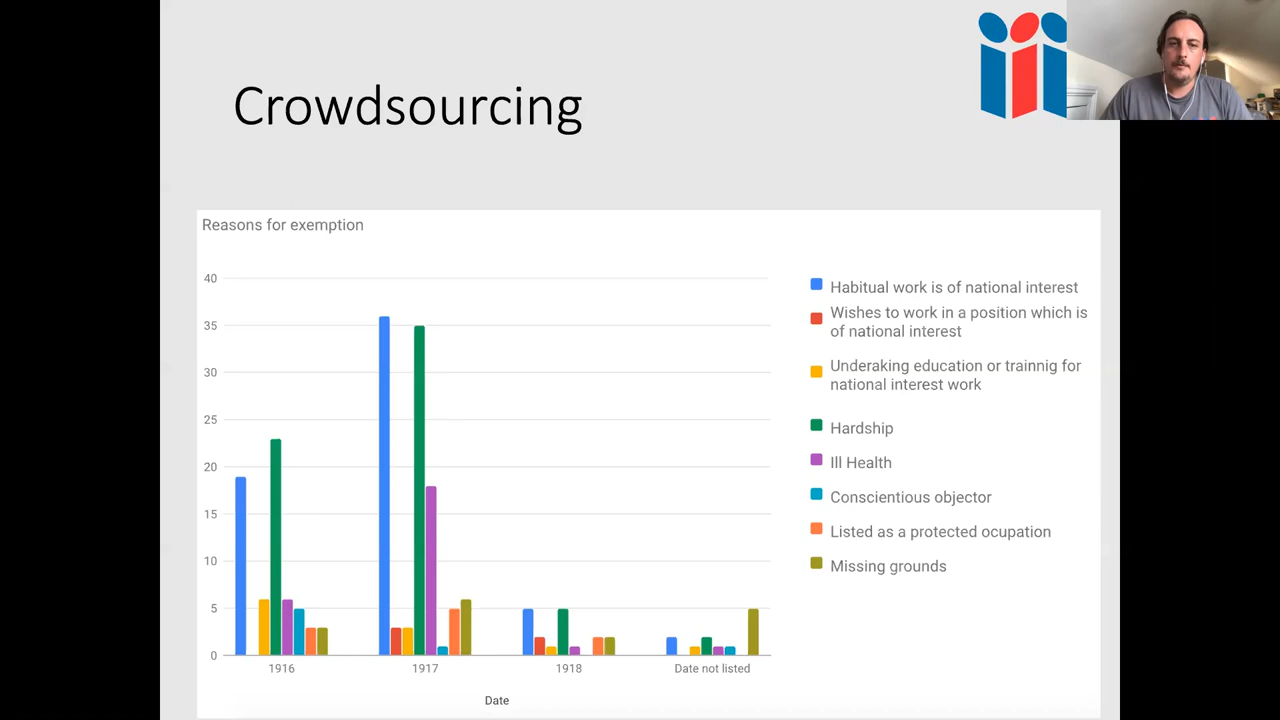 Crowdsourcing
Reasons for exemption
40
35
30
25
20
15
10
5
0
1916
1917
1918
Date not listed
Date
Habitual work is of national interest
Wishes to work in a position which is
of national interest
Underaking education or trainnig for
national interest work
Hardship
Ill Health
Conscientious objector
Listed as a protected ocupation
Missing grounds